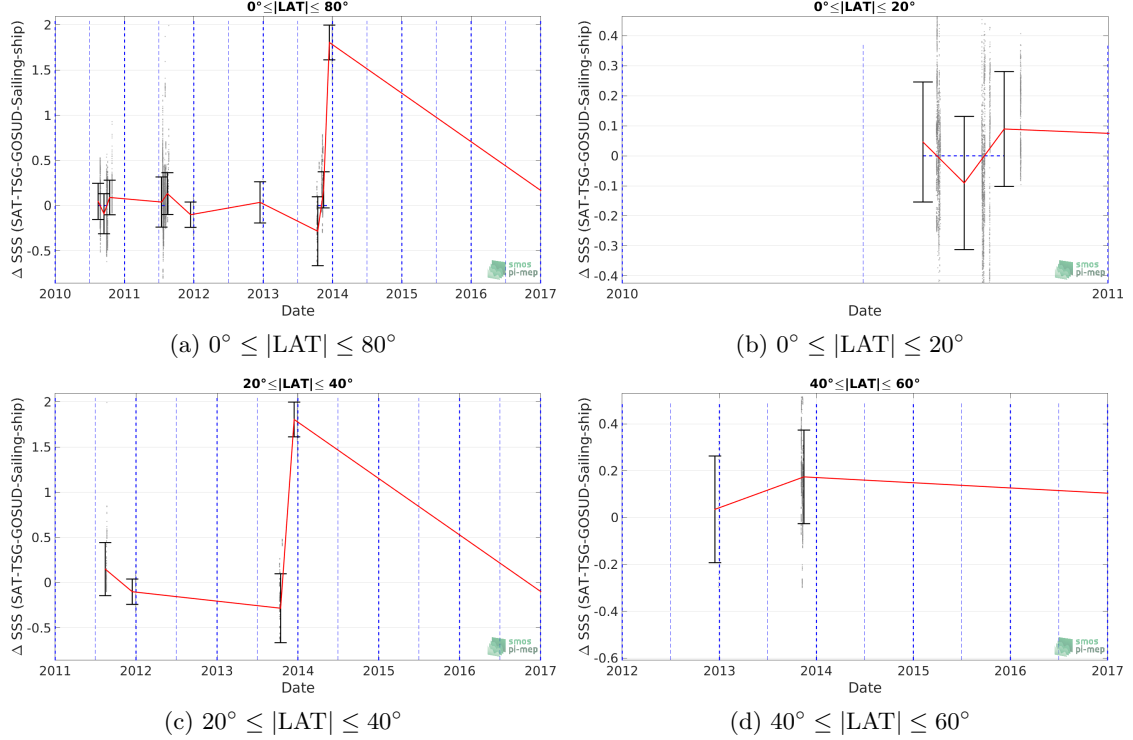 0°≤|LAT|≤ 80°
2
1.5
1
0.5
0
-0.5
Δ SSS (SAT-TSG-GOSUD-Sailing-ship)
2010 2011 2012 2013 2014 2015 2016 2017
Date
smos
pi-mep
(a) 0° ≤ |LAT| ≤ 80°
0°≤|LAT|≤ 20°
0.4
0.3
0.2
0.1
0
-0.1
-0.2
-0.3
-0.4
Δ SSS (SAT-TSG-GOSUD-Sailing-ship)
2010 2011
Date
smos
pi-mep
(b) 0° ≤ |LAT| ≤ 20°
20°≤|LAT|≤ 40°
2
1.5
1
0.5
0
-0.5
Δ SSS (SAT-TSG-GOSUD-Sailing-ship)
2011 2012 2013 2014 2015 2016 2017
Date
smos
pi-mep
(c) 20° ≤ |LAT| ≤ 40°
40°≤|LAT|≤ 60°
0.4
0.2
0
-0.2
-0.4
-0.6
Δ SSS (SAT-TSG-GOSUD-Sailing-ship)
2012 2013 2014 2015 2016 2017
Date
smos
pi-mep
(d) 40° ≤ |LAT| ≤ 60°